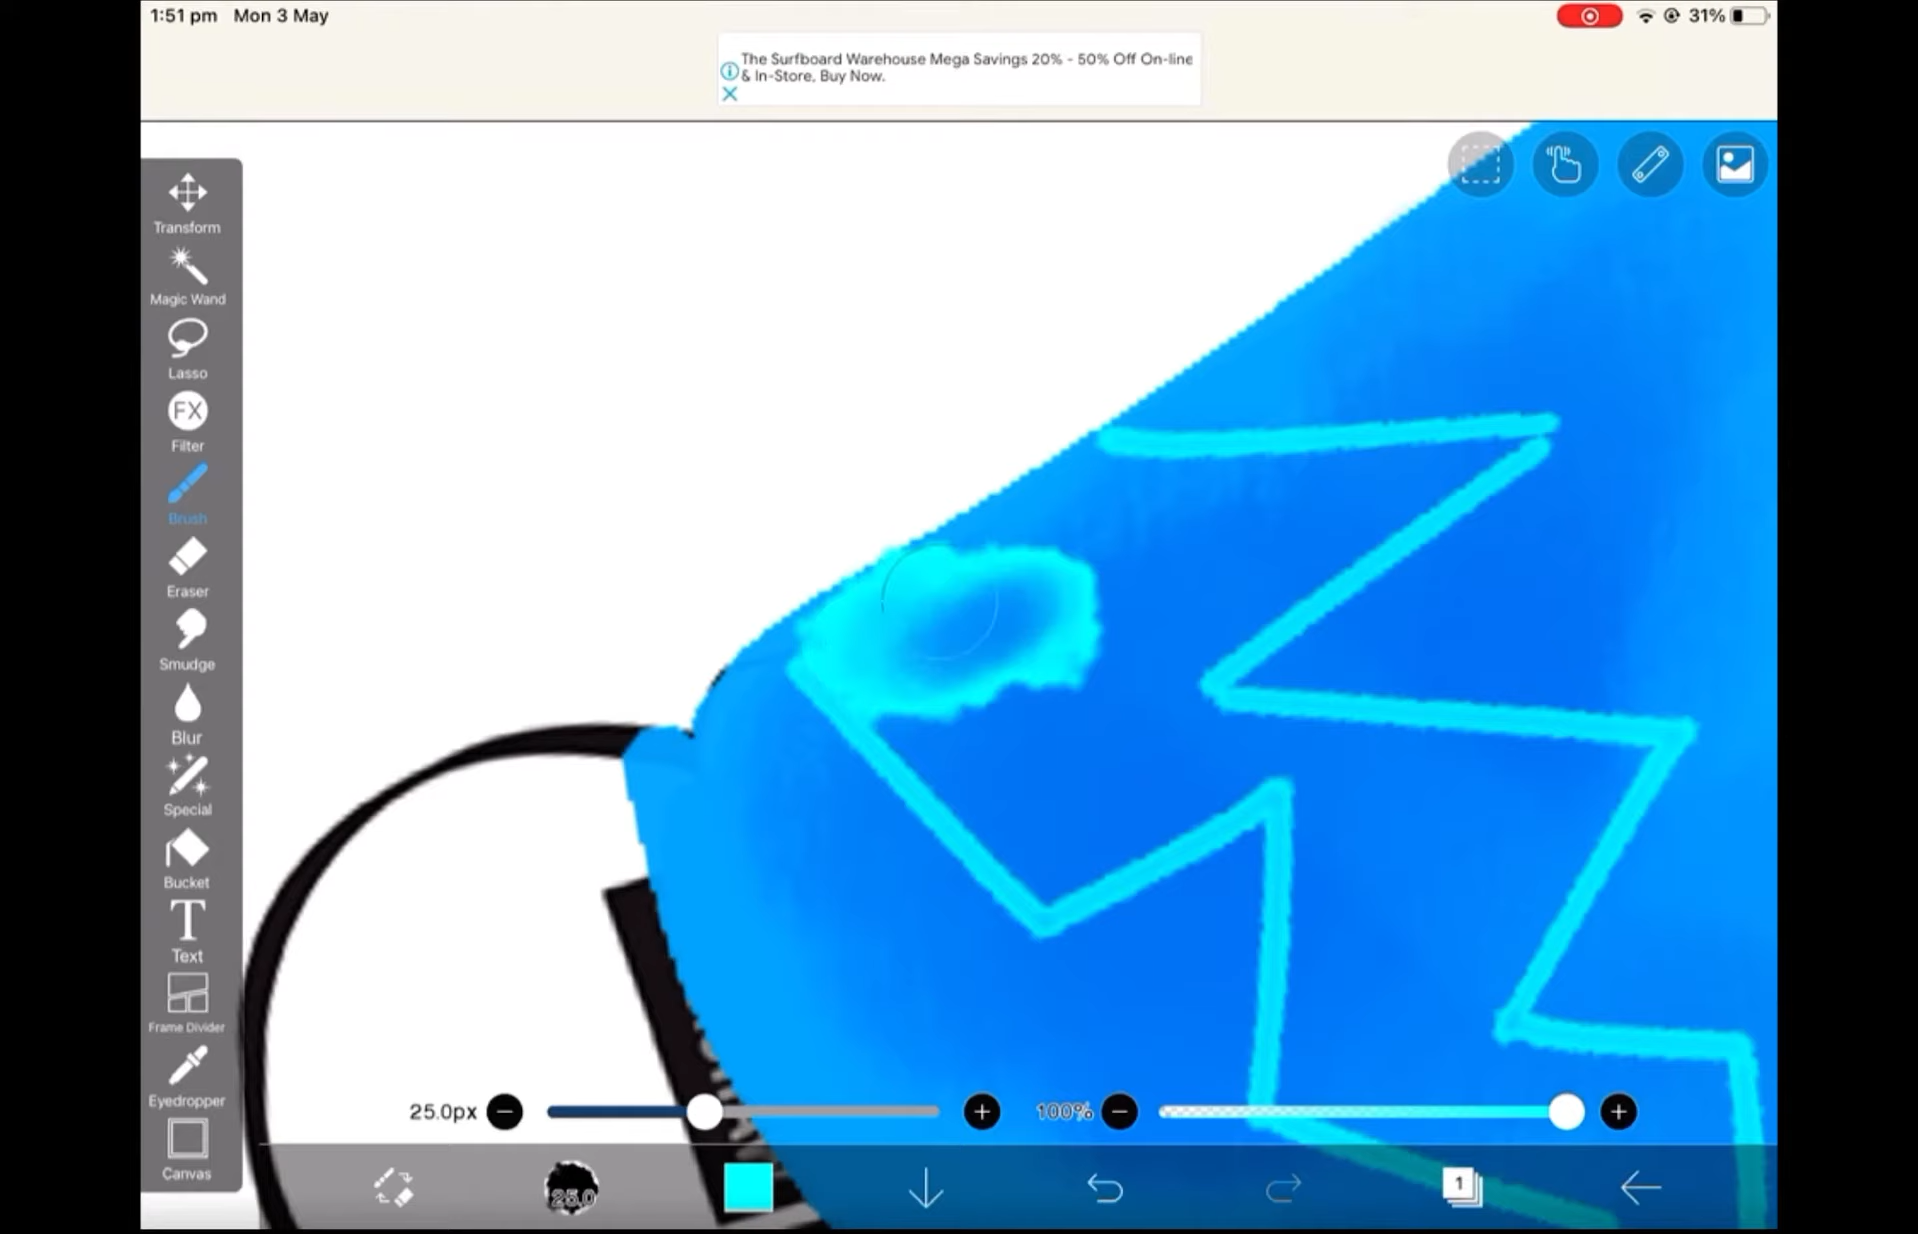 1:51 pm Mon 3 May
31%
The Surfboard Warehouse Mega Savings 20% - 50% Off On-line
& In-Store, Buy Now.
Transform
Magic Wand
Lasso
FX
Filter
Brush
Eraser
Smudge
Blur
Special
Bucket
T
Text
Frame Divider
Eyedropper
Canvas
25.0px
100%
25.0
1